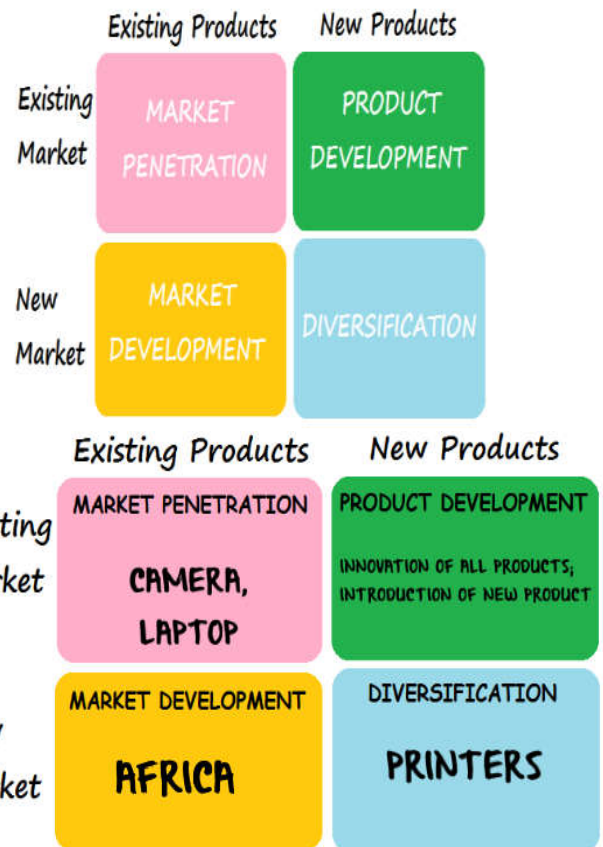 Existing Products New Products
Existing
Market
MARKET
PENETRATION
PRODUCT
DEVELOPMENT
New
Market
MARKET
DEVELOPMENT
DIVERSIFICATION
Existing Products New Products
ting
ket
MARKET PENETRATION
CAMERA,
LAPTOP
PRODUCT DEVELOPMENT
INNOVATION OF ALL PRODUCTS;
INTRODUCTION OF NEW PRODUCT
ket
MARKET DEVELOPMENT
AFRICA
DIVERSIFICATION
PRINTERS